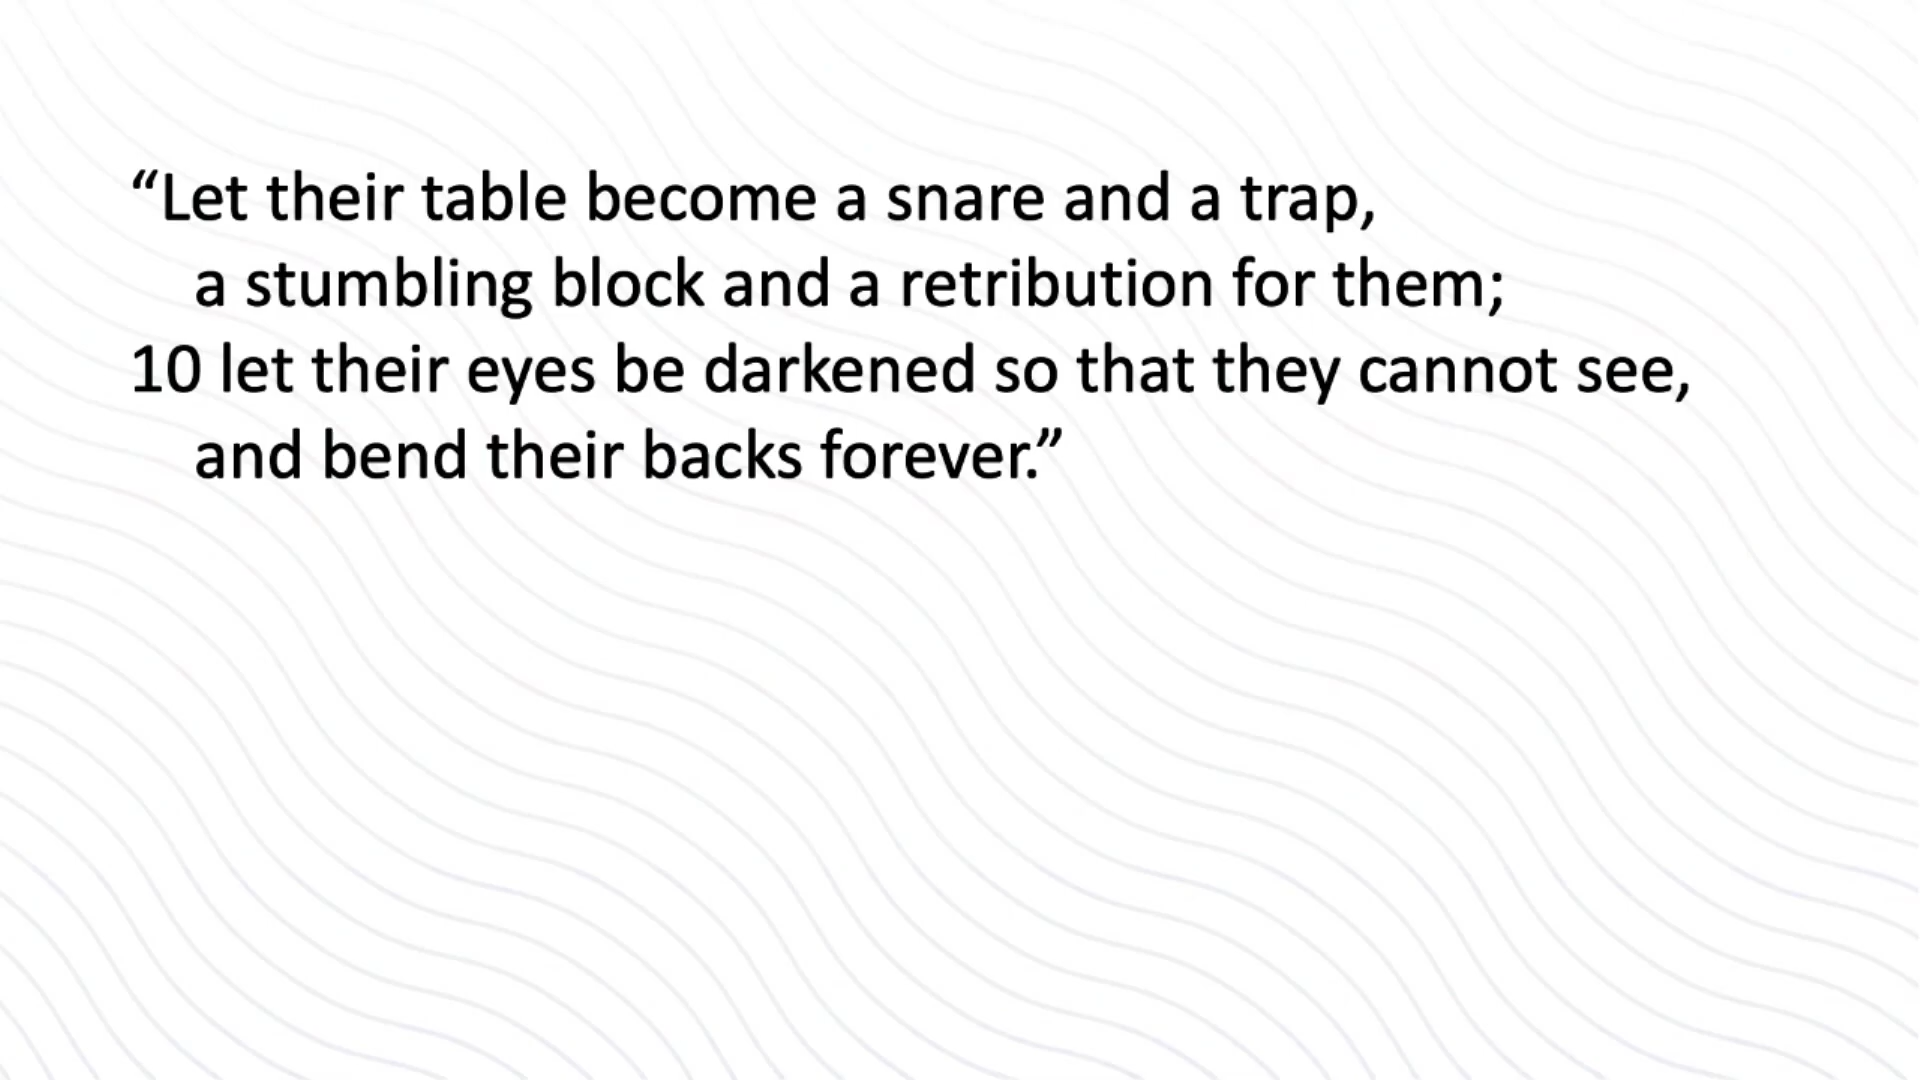 “Let their table become a snare and a trap,
a stumbling block and a retribution for them;
10 let their eyes be darkened so that they cannot see,
and bend their backs forever.”